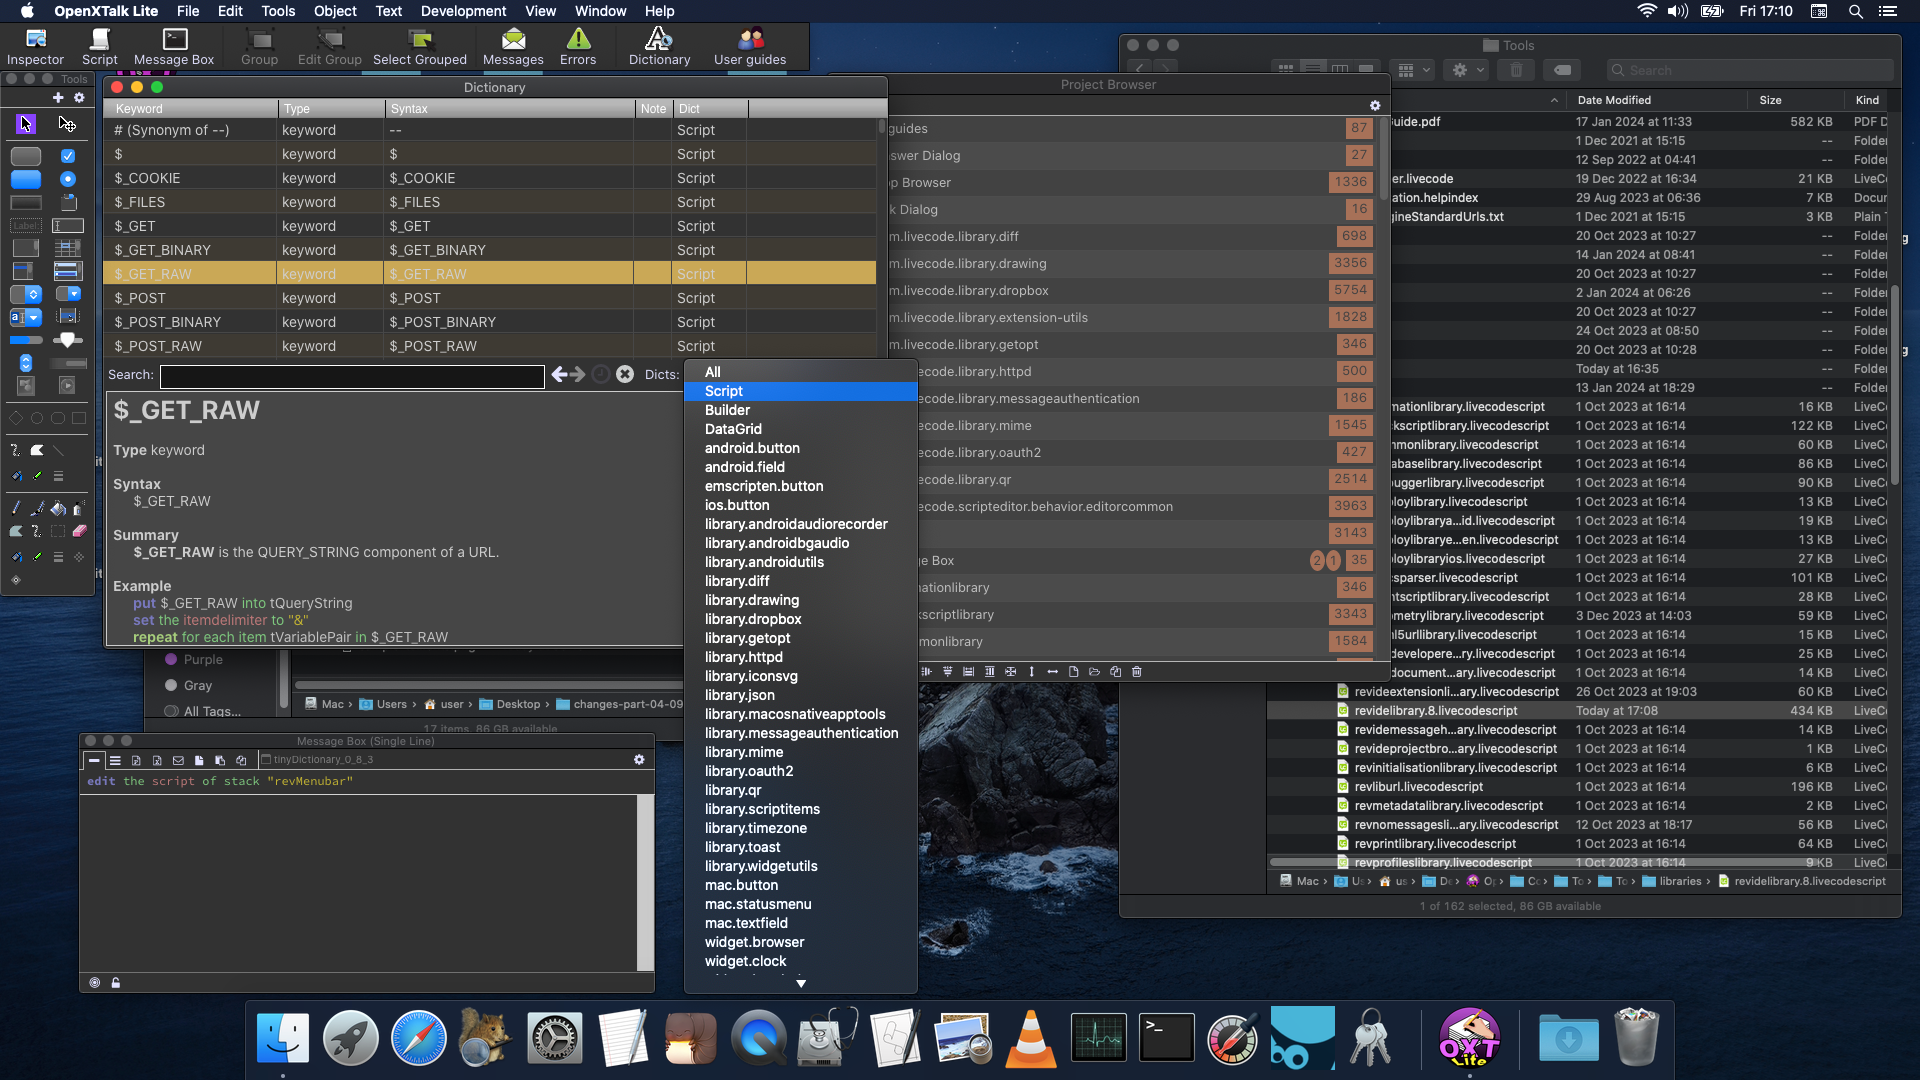 OpenXTalk Lite File Edit Tools Object Text Development View Window Help
Fri 17:10
Inspector Script Message Box Group Edit Group Select Grouped Messages Errors Dictionary User guides
Tools
Label:
Dictionary
Keyword Type Syntax Note Dict
# (Synonym of --) keyword -- Script
$ keyword $ Script
$_COOKIE keyword $_COOKIE Script
$_FILES keyword $_FILES Script
$_GET keyword $_GET Script
$_GET_BINARY keyword $_GET_BINARY Script
$_GET_RAW keyword $_GET_RAW Script
$_POST keyword $_POST Script
$_POST_BINARY keyword $_POST_BINARY Script
$_POST_RAW keyword $_POST_RAW Script
Search: Dicts:
$_GET_RAW
Type keyword
Syntax
$_GET_RAW
Summary
$_GET_RAW is the QUERY_STRING component of a URL.
Example
put $_GET_RAW into tQueryString
set the itemdelimiter to "&"
repeat for each item tVariablePair in $_GET_RAW
All
Script
Builder
DataGrid
android.button
android.field
emscripten.button
ios.button
library.androidaudiorecorder
library.androidbgaudio
library.androidutils
library.diff
library.drawing
library.dropbox
library.getopt
library.httpd
library.iconsvg
library.json
library.macosnativeapptools
library.messageauthentication
library.mime
library.oauth2
library.qr
library.scriptitems
library.timezone
library.toast
library.widgetutils
mac.button
mac.statusmenu
mac.textfield
widget.browser
widget.clock
Project Browser
guides 87
swer Dialog 27
p Browser 1336
k Dialog 16
m.livecode.library.diff 698
m.livecode.library.drawing 3356
m.livecode.library.dropbox 5754
m.livecode.library.extension-utils 1828
m.livecode.library.getopt 346
ecode.library.httpd 500
ecode.library.messageauthentication 186
ecode.library.mime 1545
ecode.library.oauth2 427
ecode.library.qr 2514
ecode.scripteditor.behavior.editorcommon 3963
3143
ge Box 2 1 35
nationlibrary 346
ckscriptlibrary 3343
mmonlibrary 1584
Purple
Gray
All Tags...
Mac › Users › user › Desktop › changes-part-04-09
17 items, 86 GB available
Message Box (Single Line)
tinyDictionary_0_8_3
edit the script of stack "revMenubar"
Tools
Search
Date Modified Size Kind
uide.pdf 17 Jan 2024 at 11:33 582 KB PDF D
1 Dec 2021 at 15:15 -- Folder
12 Sep 2022 at 04:41 -- Folder
er.livecode 19 Dec 2022 at 16:34 21 KB LiveC
ation.helpindex 29 Aug 2023 at 06:36 7 KB Docur
gineStandardUrls.txt 1 Dec 2021 at 15:15 3 KB Plain
20 Oct 2023 at 10:27 -- Folder
14 Jan 2024 at 08:41 -- Folder
20 Oct 2023 at 10:27 -- Folder
2 Jan 2024 at 06:26 -- Folder
20 Oct 2023 at 10:27 -- Folder
24 Oct 2023 at 08:50 -- Folder
20 Oct 2023 at 10:28 -- Folder
Today at 16:35 -- Folder
13 Jan 2024 at 18:29 -- Folder
mationlibrary.livecodescript 1 Oct 2023 at 16:14 16 KB LiveC
ckscriptlibrary.livecodescript 1 Oct 2023 at 16:14 122 KB LiveC
mmonlibrary.livecodescript 1 Oct 2023 at 16:14 60 KB LiveC
abaselibrary.livecodescript 1 Oct 2023 at 16:14 86 KB LiveC
buggerlibrary.livecodescript 1 Oct 2023 at 16:14 90 KB LiveC
ploylibrary.livecodescript 1 Oct 2023 at 16:14 13 KB LiveC
ploylibrarya...id.livecodescript 1 Oct 2023 at 16:14 19 KB LiveC
ploylibrarye...en.livecodescript 1 Oct 2023 at 16:14 13 KB LiveC
ploylibraryios.livecodescript 1 Oct 2023 at 16:14 27 KB LiveC
csparser.livecodescript 1 Oct 2023 at 16:14 101 KB LiveC
ntscriptlibrary.livecodescript 1 Oct 2023 at 16:14 28 KB LiveC
ometrylibrary.livecodescript 3 Dec 2023 at 14:03 59 KB LiveC
ml5urllibrary.livecodescript 1 Oct 2023 at 16:14 15 KB LiveC
developere...ry.livecodescript 1 Oct 2023 at 16:14 25 KB LiveC
document...ary.livecodescript 1 Oct 2023 at 16:14 14 KB LiveC
revideextensionli...ary.livecodescript 26 Oct 2023 at 19:03 60 KB LiveC
revidelibrary.8.livecodescript Today at 17:08 434 KB LiveC
revidemessageh...ary.livecodescript 1 Oct 2023 at 16:14 14 KB LiveC
revideprojectbro...ary.livecodescript 1 Oct 2023 at 16:14 1 KB LiveC
revinitialisationlibrary.livecodescript 1 Oct 2023 at 16:14 6 KB LiveC
revliburl.livecodescript 1 Oct 2023 at 16:14 196 KB LiveC
revmetadatalibrary.livecodescript 1 Oct 2023 at 16:14 2 KB LiveC
revnomessagesli...ary.livecodescript 12 Oct 2023 at 18:17 56 KB LiveC
revprintlibrary.livecodescript 1 Oct 2023 at 16:14 64 KB LiveC
revprofileslibrary.livecodescript 1 Oct 2023 at 16:14 9 KB LiveC
Mac › Us › us › De › Op › Co › To › To › libraries › revidelibrary.8.livecodescript
1 of 162 selected, 86 GB available
OXT
Lite